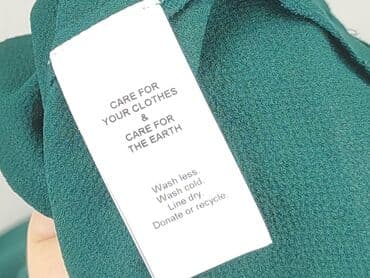 CARE FOR
YOUR CLOTHES
&
CARE FOR
THE EARTH
Wash less.
Wash cold.
Line dry.
Donate or recycle.